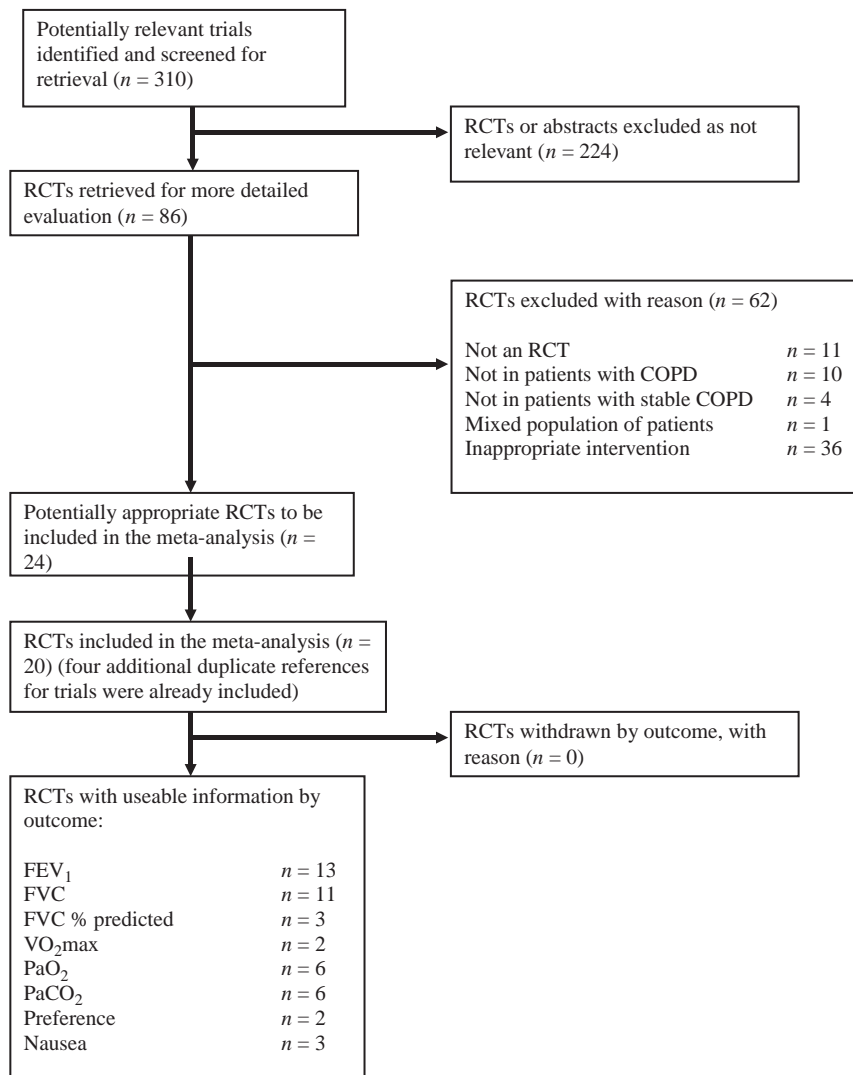 Potentially relevant trials
identified and screened for
retrieval (n = 310)
RCTs or abstracts excluded as not
relevant (n = 224)
RCTs retrieved for more detailed
evaluation (n = 86)
RCTs excluded with reason (n = 62)
Not an RCT n = 11
Not in patients with COPD n = 10
Not in patients with stable COPD n = 4
Mixed population of patients n = 1
Inappropriate intervention n = 36
Potentially appropriate RCTs to be
included in the meta-analysis (n =
24)
RCTs included in the meta-analysis (n =
20) (four additional duplicate references
for trials were already included)
RCTs withdrawn by outcome, with
reason (n = 0)
RCTs with useable information by
outcome:
FEV₁ n = 13
FVC n = 11
FVC % predicted n = 3
VO₂max n = 2
PaO₂ n = 6
PaCO₂ n = 6
Preference n = 2
Nausea n = 3